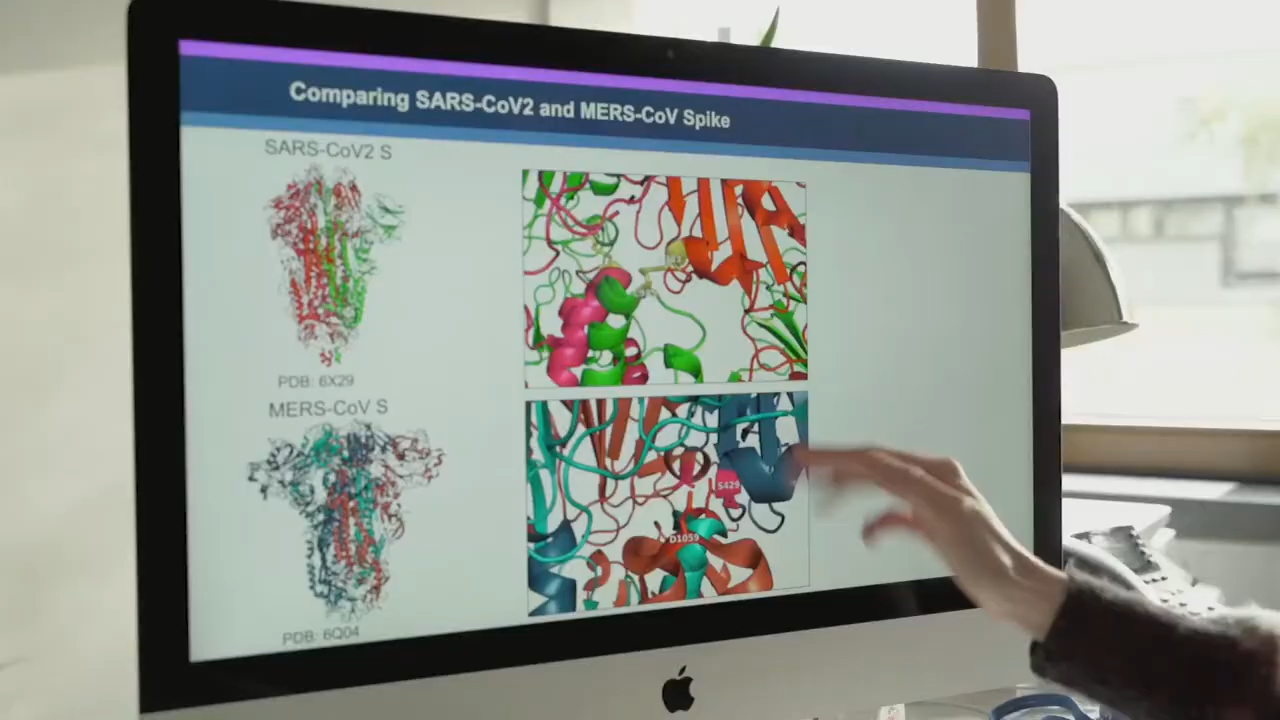 Comparing SARS-CoV2 and MERS-CoV Spike
SARS-CoV2 S
PDB: 6X29
MERS-CoV S
PDB: 6Q04
S429
D1059